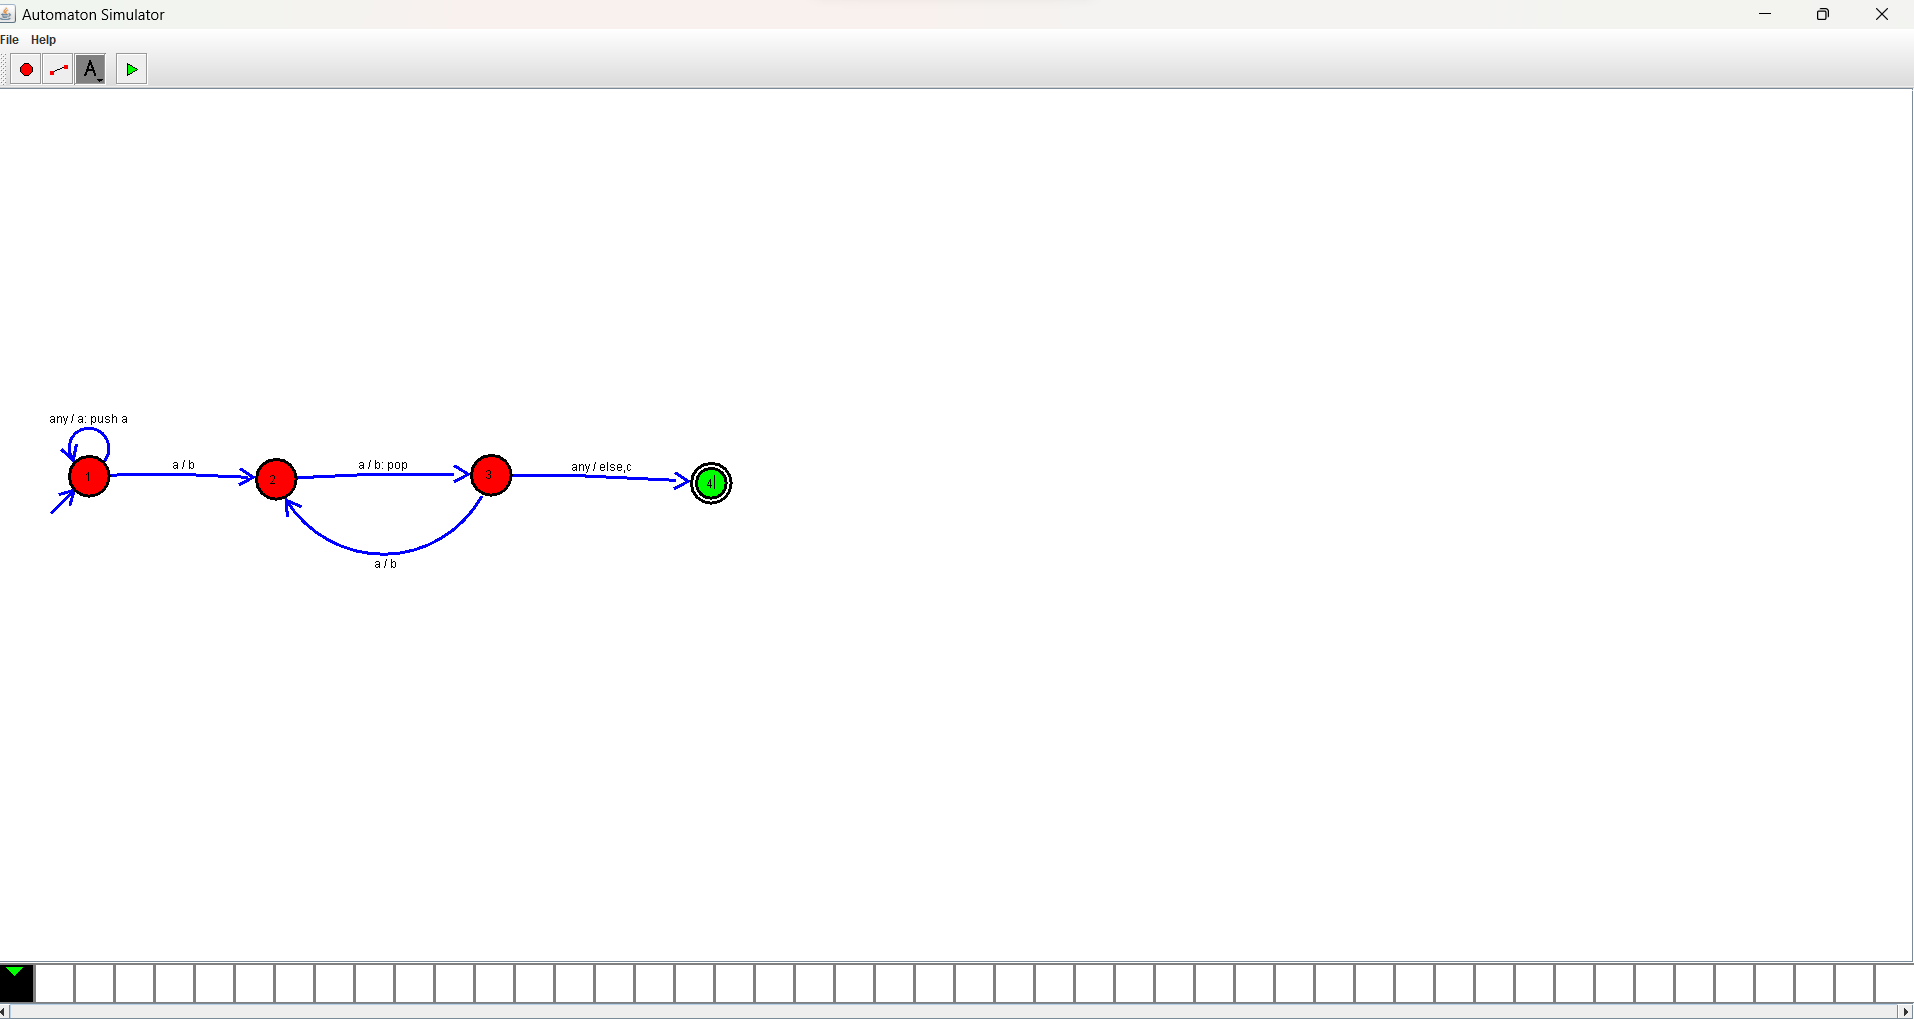 Automaton Simulator
File Help
A
any / a: push a
a / b
a / b: pop
any / else,c
1
2
3
4
a / b